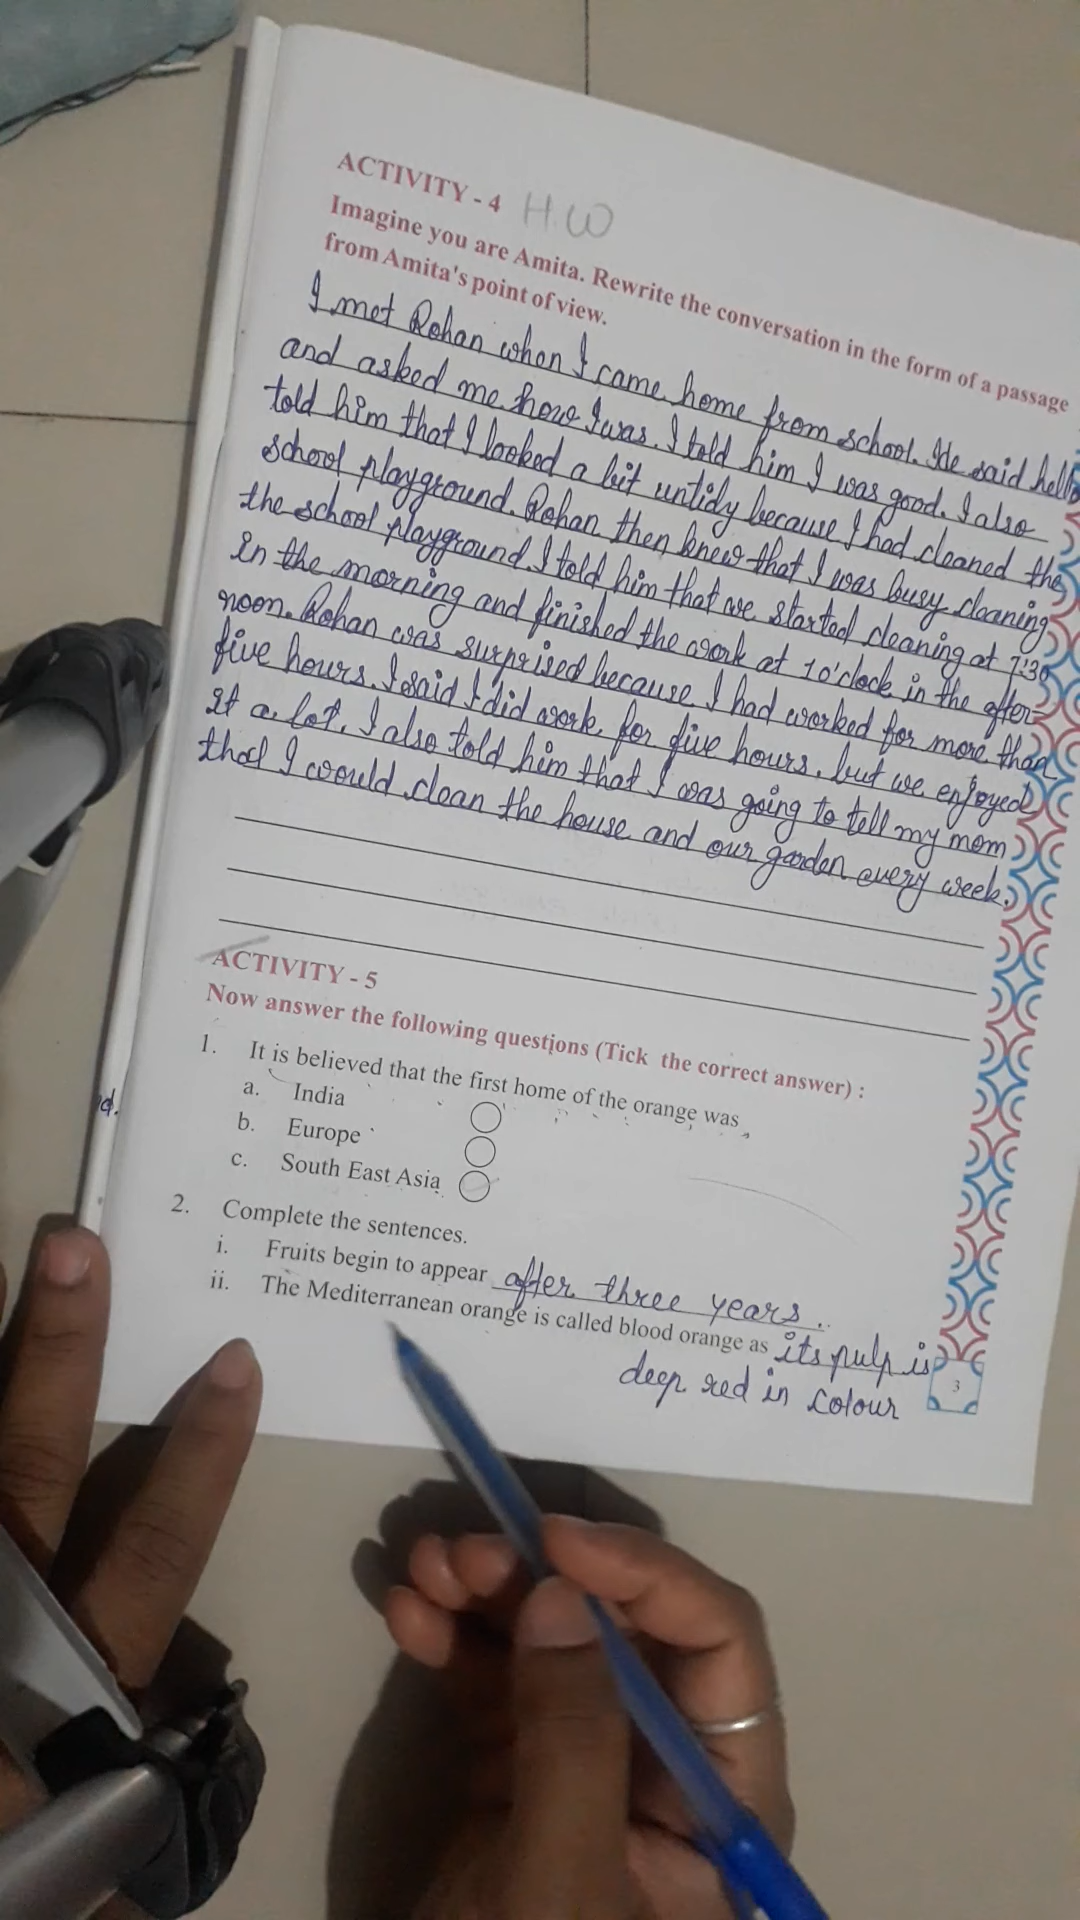 ACTIVITY - 4 H.W
Imagine you are Amita. Rewrite the conversation in the form of a passage
from Amita's point of view.
I met Rohan when I came home from school. He said hello
and asked me how I was. I told him I was good. I also
told him that I looked a bit untidy because I had cleaned the
school playground. Rohan then knew that I was busy cleaning
the school playground. I told him that we started cleaning at 7:30
in the morning and finished the work at 1 o'clock in the after-
noon. Rohan was surprised because I had worked for more than
five hours. I said I did work for five hours, but we enjoyed
it a lot. I also told him that I was going to tell my mom
that I would clean the house and our garden every week.
ACTIVITY - 5
Now answer the following questions (Tick the correct answer) :
1. It is believed that the first home of the orange was
a. India
b. Europe
c. South East Asia
2. Complete the sentences.
i. Fruits begin to appear after three years.
ii. The Mediterranean orange is called blood orange as its pulp is
deep red in colour
3
d.